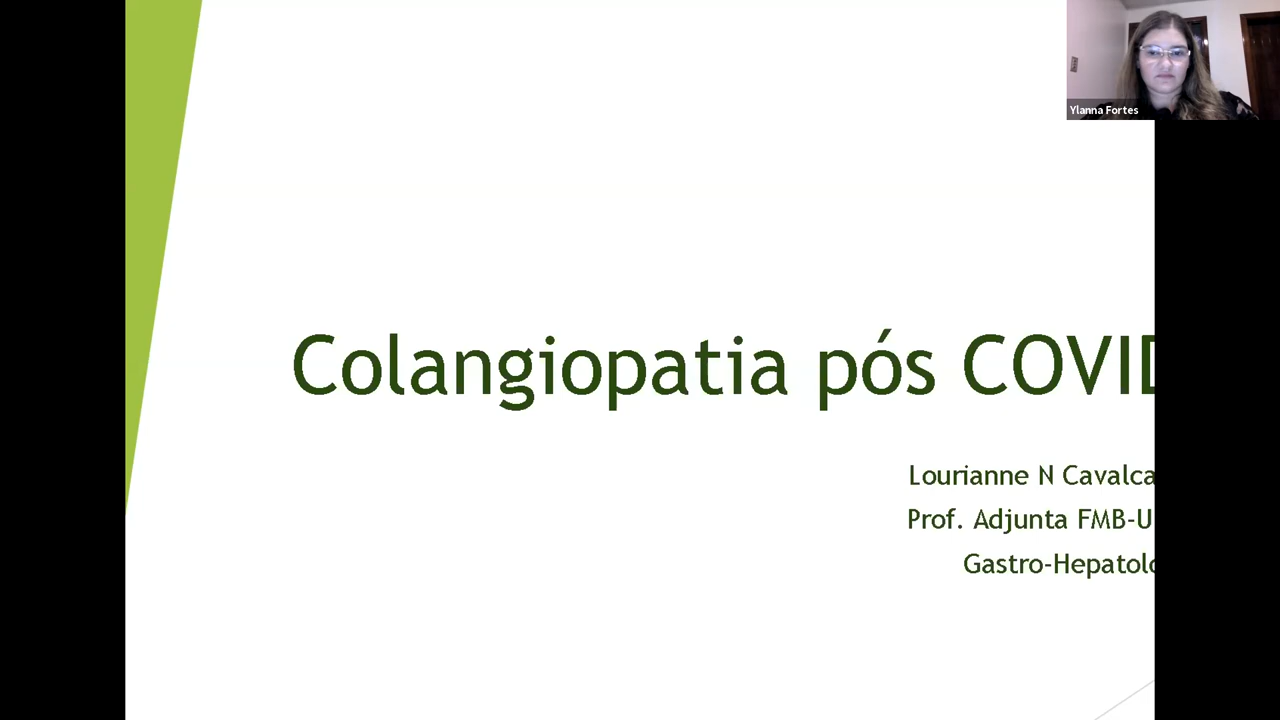 Ylanna Fortes
Colangiopatia pós COVID
Lourianne N Cavalca
Prof. Adjunta FMB-U
Gastro-Hepatolo